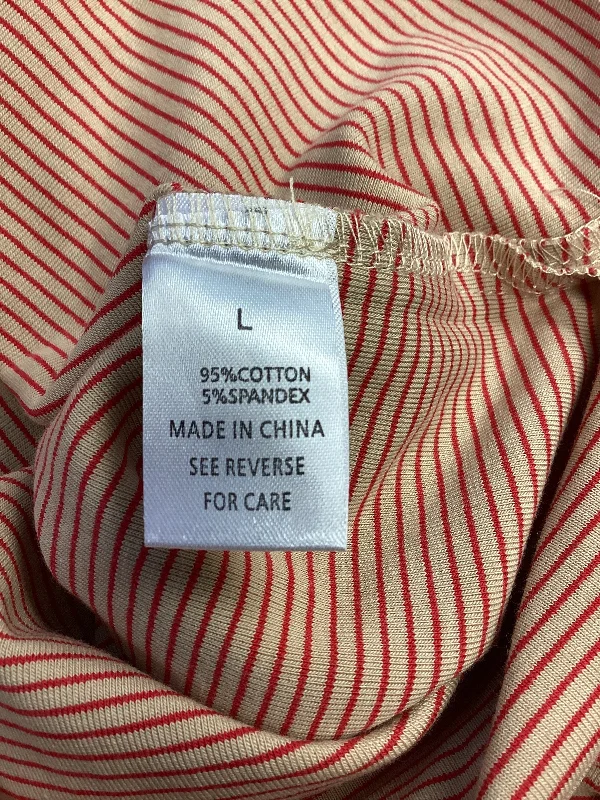 L
95%COTTON
5%SPANDEX
MADE IN CHINA
SEE REVERSE
FOR CARE